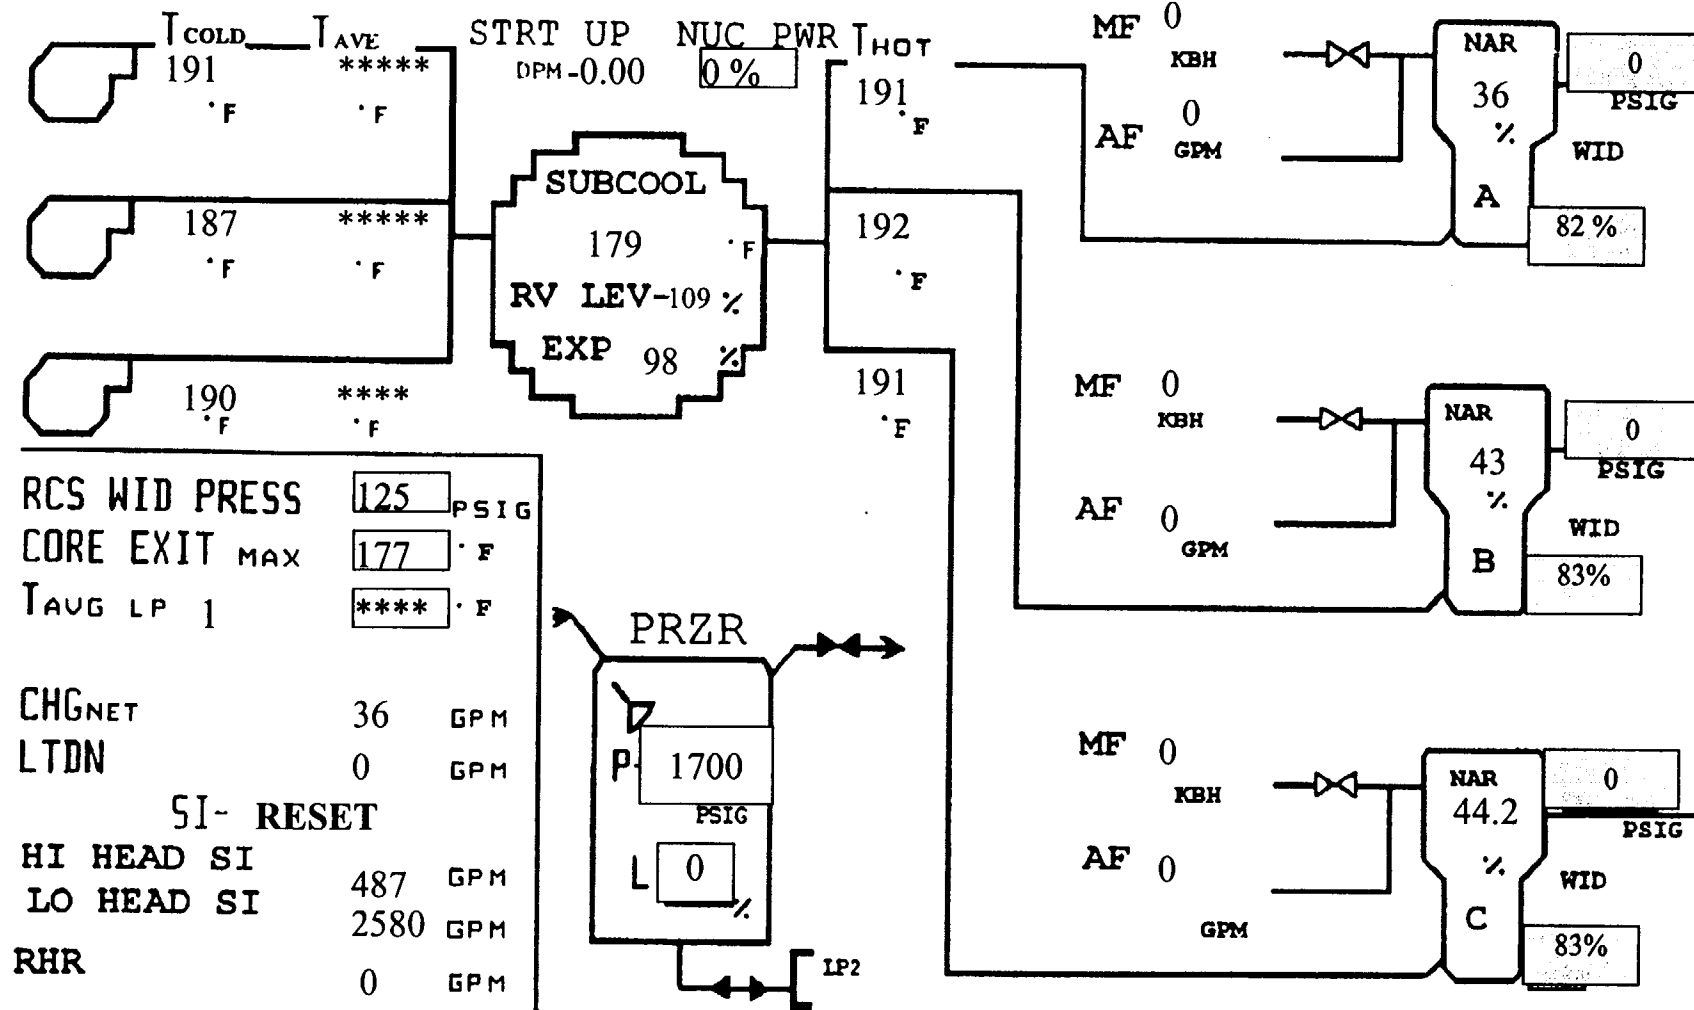 TCOLD TAVE STRT UP NUC PWR THOT
191 ***** DPM -0.00 0 % 191
°F °F °F
187 ***** 192
°F °F °F
190 **** 191
°F °F °F
SUBCOOL
179 °F
RV LEV -109 %
EXP 98 %
MF 0 KBH
AF 0 GPM
NAR
36
%
A
0
PSIG
WID
82 %
MF 0 KBH
AF 0 GPM
NAR
43
%
B
0
PSIG
WID
83%
MF 0 KBH
AF 0
GPM
NAR
44.2
%
C
0
PSIG
WID
83%
RCS WID PRESS 125 PSIG
CORE EXIT MAX 177 °F
TAVG LP 1 **** °F
CHGNET 36 GPM
LTDN 0 GPM
SI- RESET
HI HEAD SI 487 GPM
LO HEAD SI 2580 GPM
RHR 0 GPM
PRZR
P 1700
PSIG
L 0 %
LP2